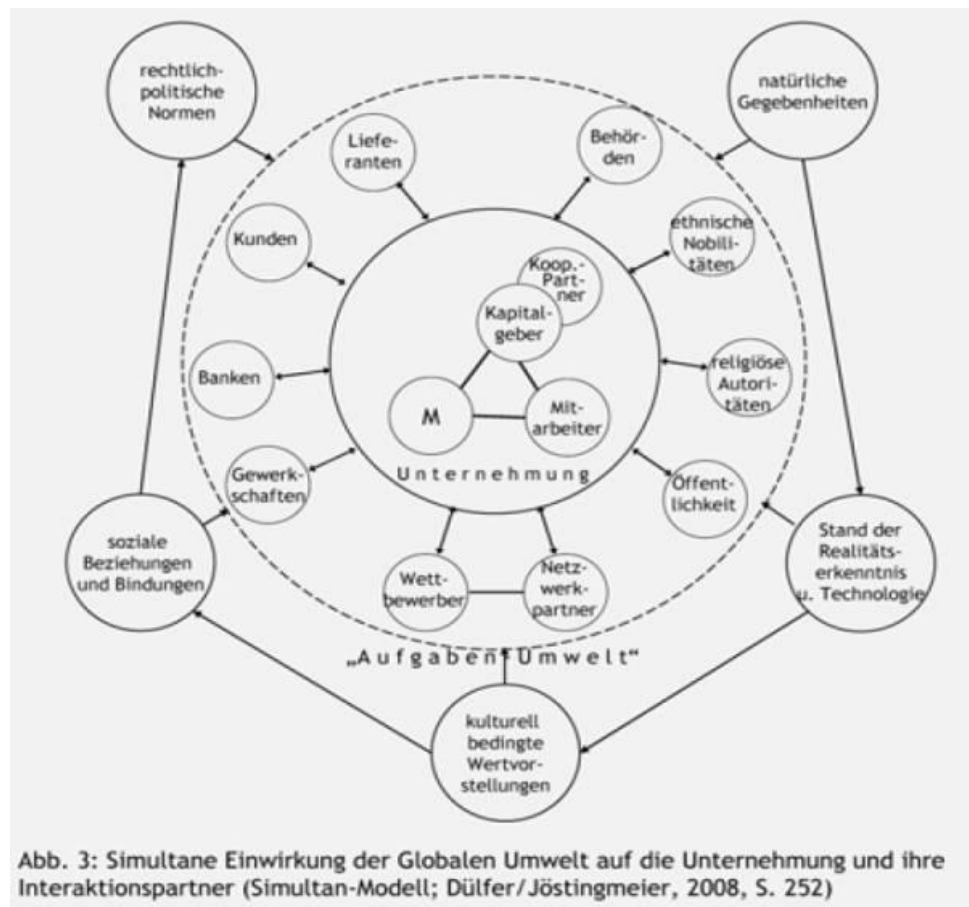 rechtlich-
politische
Normen
natürliche
Gegebenheiten
Liefe-
ranten
Behör-
den
Kunden
ethnische
Nobili-
täten
Koop.-
Part-
ner
Kapital-
geber
Banken
religiöse
Autori-
täten
M
Mit-
arbeiter
Unternehmung
Gewerk-
schaften
Öffent-
lichkeit
soziale
Beziehungen
und Bindungen
Stand der
Realitäts-
erkenntnis
u. Technologie
Wett-
bewerber
Netz-
werk-
partner
„Aufgaben-Umwelt“
kulturell
bedingte
Wertvor-
stellungen
Abb. 3: Simultane Einwirkung der Globalen Umwelt auf die Unternehmung und ihre
Interaktionspartner (Simultan-Modell; Dülfer/Jöstingmeier, 2008, S. 252)